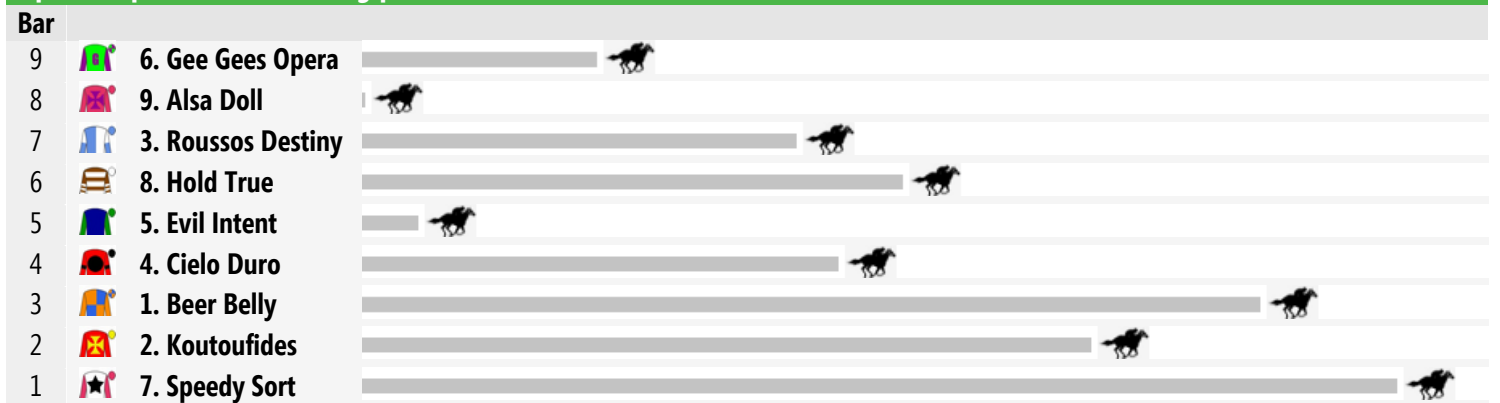 Bar
9 6. Gee Gees Opera
8 9. Alsa Doll
7 3. Roussos Destiny
6 8. Hold True
5 5. Evil Intent
4 4. Cielo Duro
3 1. Beer Belly
2 2. Koutoufides
1 7. Speedy Sort